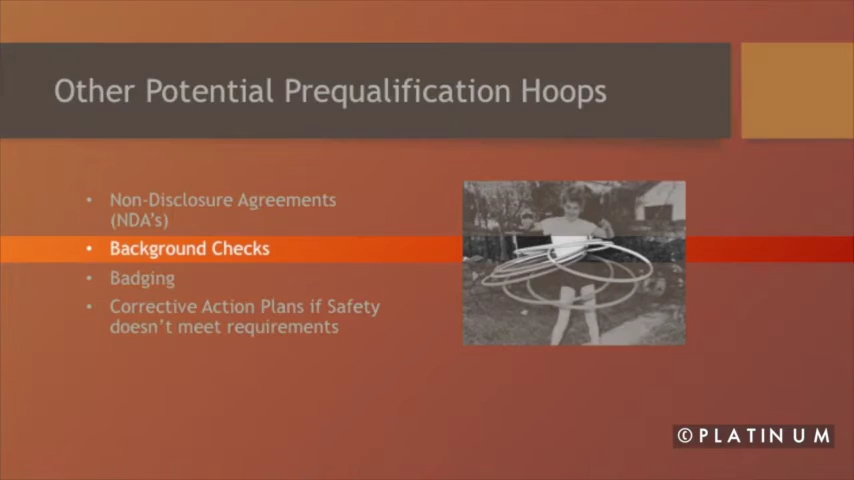 Other Potential Prequalification Hoops
• Non-Disclosure Agreements
(NDA's)
• Background Checks
• Badging
• Corrective Action Plans if Safety
doesn't meet requirements
©PLATINUM